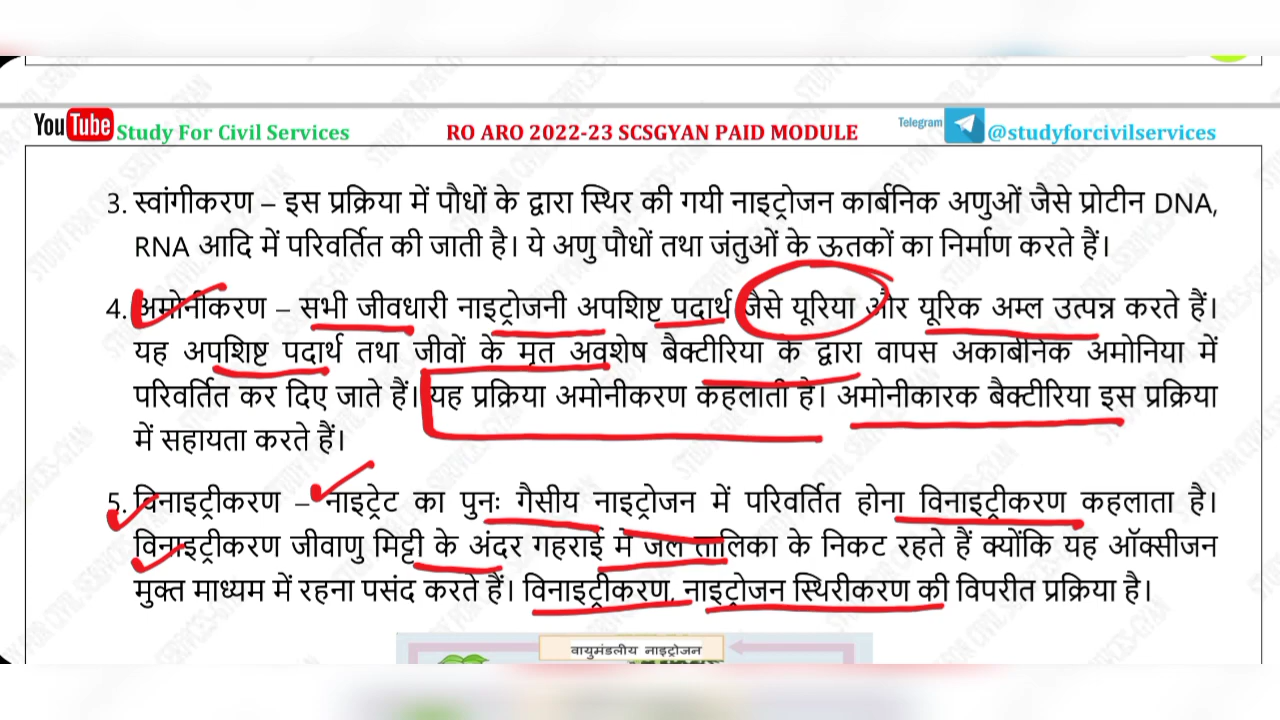 YouTube Study For Civil Services RO ARO 2022-23 SCSGYAN PAID MODULE Telegram @studyforcivilservices
3. स्वांगीकरण – इस प्रक्रिया में पौधों के द्वारा स्थिर की गयी नाइट्रोजन कार्बनिक अणुओं जैसे प्रोटीन DNA,
RNA आदि में परिवर्तित की जाती है। ये अणु पौधों तथा जंतुओं के ऊतकों का निर्माण करते हैं।
4. अमोनीकरण – सभी जीवधारी नाइट्रोजनी अपशिष्ट पदार्थ जैसे यूरिया और यूरिक अम्ल उत्पन्न करते हैं।
यह अपशिष्ट पदार्थ तथा जीवों के मृत अवशेष बैक्टीरिया के द्वारा वापस अकार्बनिक अमोनिया में
परिवर्तित कर दिए जाते हैं। यह प्रक्रिया अमोनीकरण कहलाती है। अमोनीकारक बैक्टीरिया इस प्रक्रिया
में सहायता करते हैं।
5. विनाइट्रीकरण – नाइट्रेट का पुनः गैसीय नाइट्रोजन में परिवर्तित होना विनाइट्रीकरण कहलाता है।
विनाइट्रीकरण जीवाणु मिट्टी के अंदर गहराई में जल तालिका के निकट रहते हैं क्योंकि यह ऑक्सीजन
मुक्त माध्यम में रहना पसंद करते हैं। विनाइट्रीकरण, नाइट्रोजन स्थिरीकरण की विपरीत प्रक्रिया है।
वायुमंडलीय नाइट्रोजन